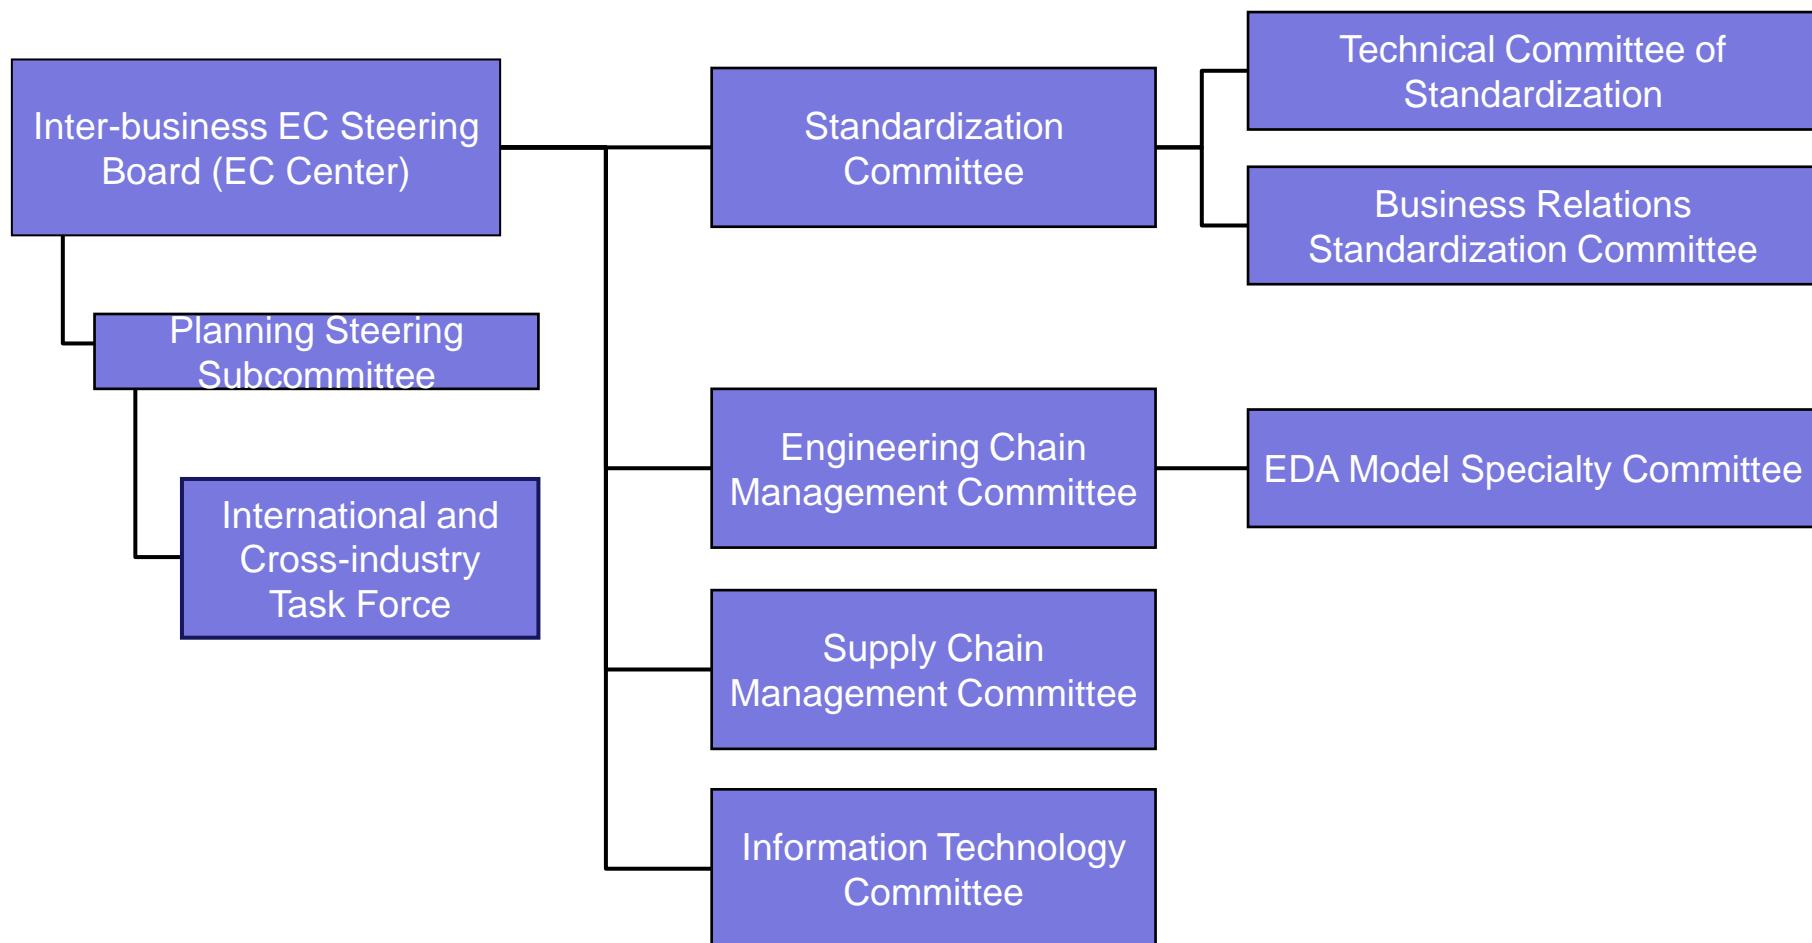 Inter-business EC Steering
Board (EC Center)
Planning Steering
Subcommittee
International and
Cross-industry
Task Force
Standardization
Committee
Engineering Chain
Management Committee
Supply Chain
Management Committee
Information Technology
Committee
Technical Committee of
Standardization
Business Relations
Standardization Committee
EDA Model Specialty Committee